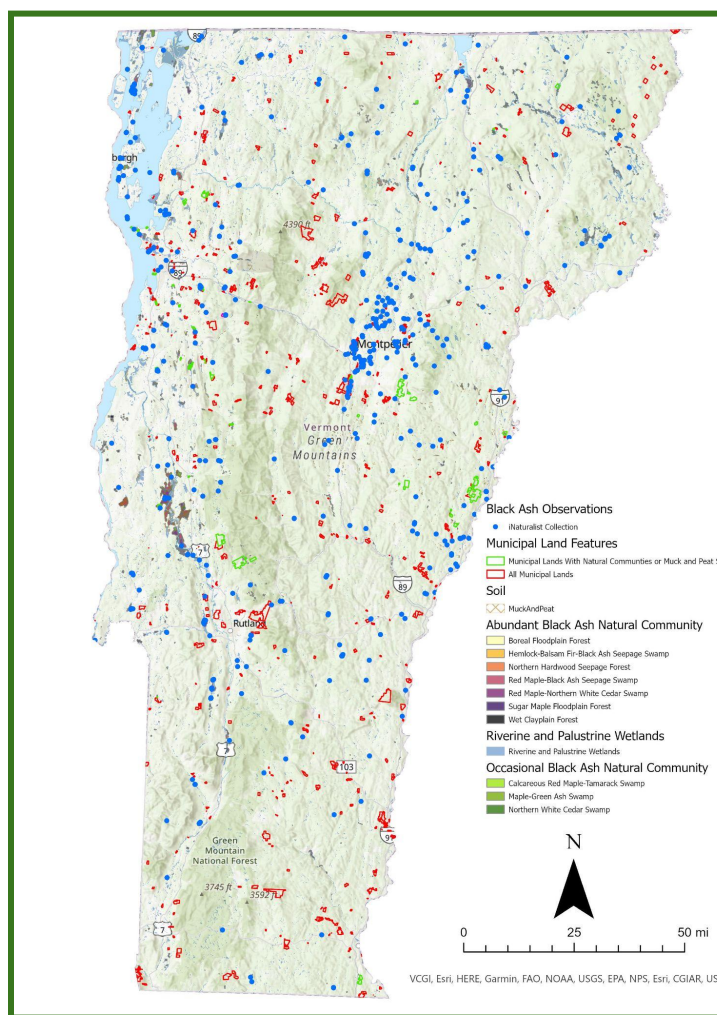 89
burgh
4390 ft
89
Montpelier
91
Vermont
Green
Mountains
7
89
Rutland
7
103
91
Green
Mountain
National Forest
3745 ft
3592 ft
7
Black Ash Observations
iNaturalist Collection
Municipal Land Features
Municipal Lands With Natural Communties or Muck and Peat S
All Municipal Lands
Soil
MuckAndPeat
Abundant Black Ash Natural Community
Boreal Floodplain Forest
Hemlock-Balsam Fir-Black Ash Seepage Swamp
Northern Hardwood Seepage Forest
Red Maple-Black Ash Seepage Swamp
Red Maple-Northern White Cedar Swamp
Sugar Maple Floodplain Forest
Wet Clayplain Forest
Riverine and Palustrine Wetlands
Riverine and Palustrine Wetlands
Occasional Black Ash Natural Community
Calcareous Red Maple-Tamarack Swamp
Maple-Green Ash Swamp
Northern White Cedar Swamp
N
0 25 50 mi
VCGI, Esri, HERE, Garmin, FAO, NOAA, USGS, EPA, NPS, Esri, CGIAR, US